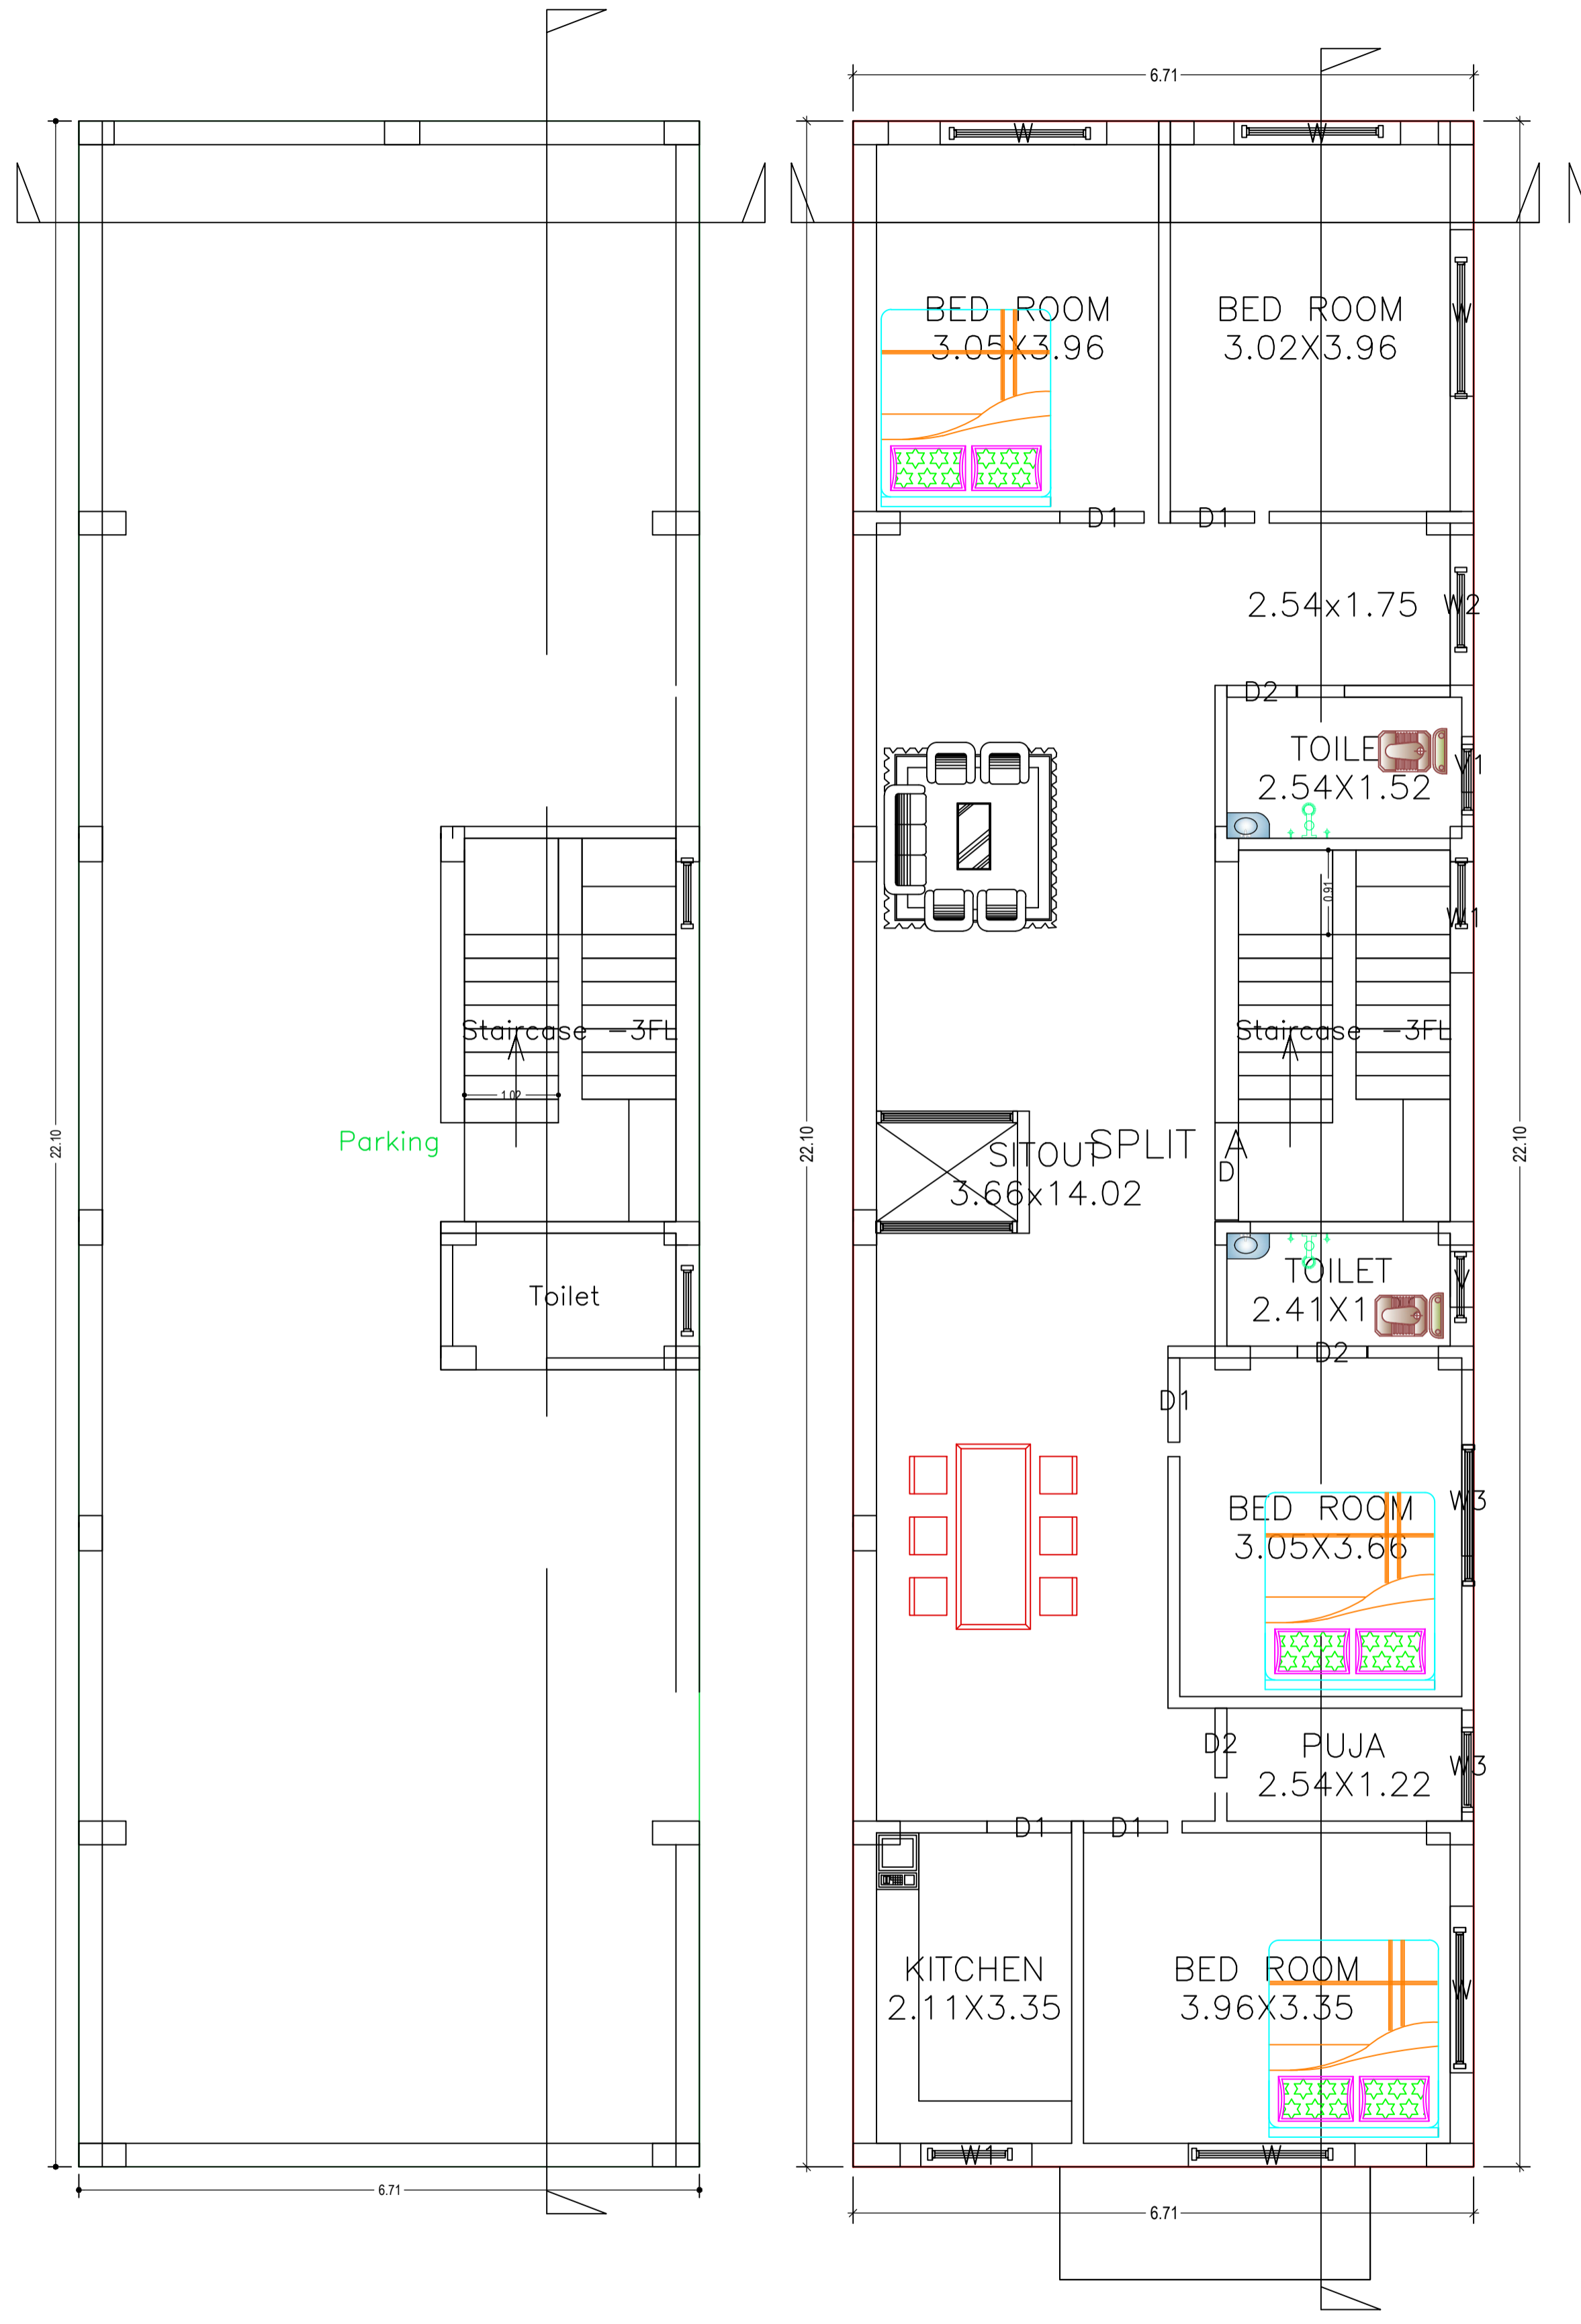 22.10
Parking
Staircase -3FL
1.02
Toilet
6.71
6.71
W
W
BED ROOM
3.05X3.96
BED ROOM
3.02X3.96
W
D1
D1
2.54x1.75
W2
D2
TOILE
2.54X1.52
V1
0.91
W1
Staircase -3FL
22.10
22.10
SPLIT A
SITOUT
3.66x14.02
D
TOILET
2.41X1
V
D2
D1
BED ROOM
3.05X3.66
W3
D2
PUJA
2.54X1.22
W3
D1
D1
KITCHEN
2.11X3.35
BED ROOM
3.96X3.35
W
W1
W
6.71